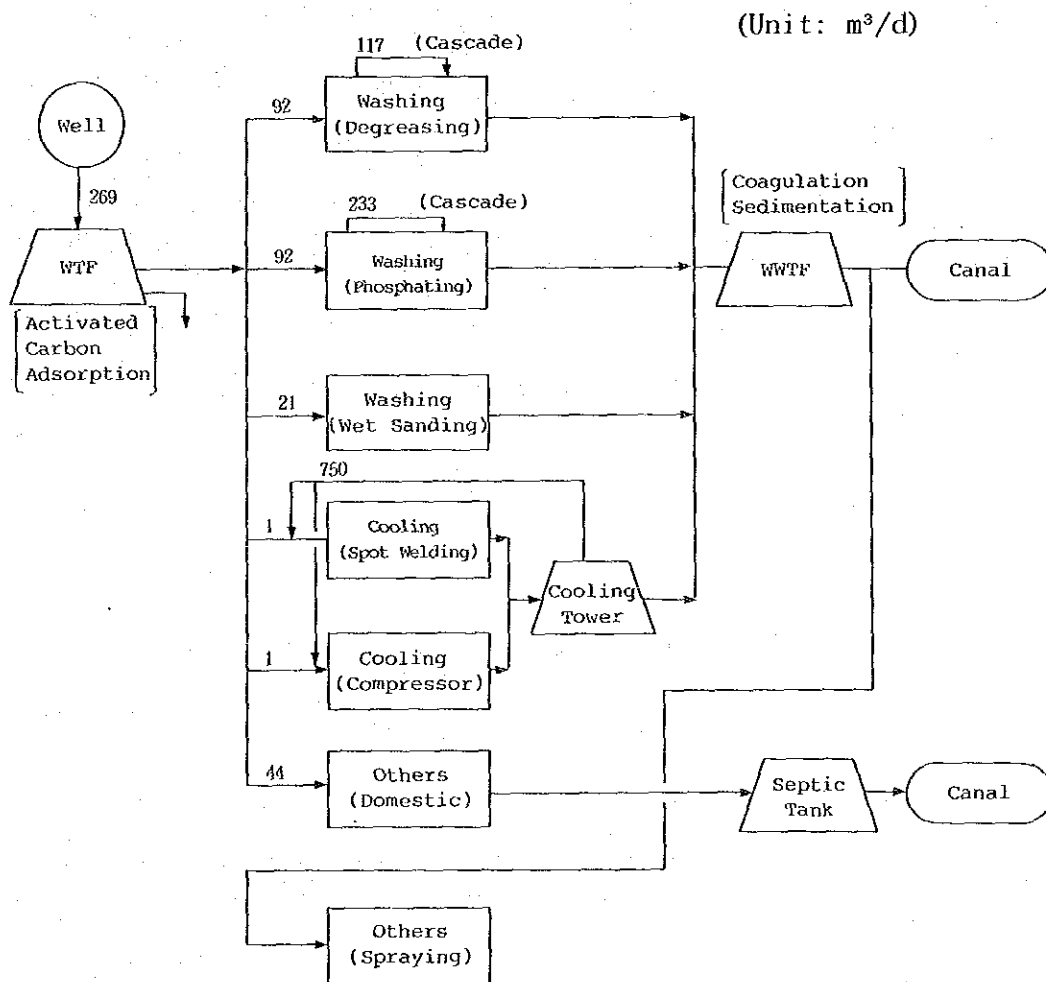 (Unit: m³/d)
117 (Cascade)
92
Washing
(Degreasing)
Well
269
WTF
Activated
Carbon
Adsorption
233 (Cascade)
92
Washing
(Phosphating)
Coagulation
Sedimentation
WWTF
Canal
21
Washing
(Wet Sanding)
750
1
Cooling
(Spot Welding)
Cooling
Tower
1
Cooling
(Compressor)
44
Others
(Domestic)
Septic
Tank
Canal
Others
(Spraying)